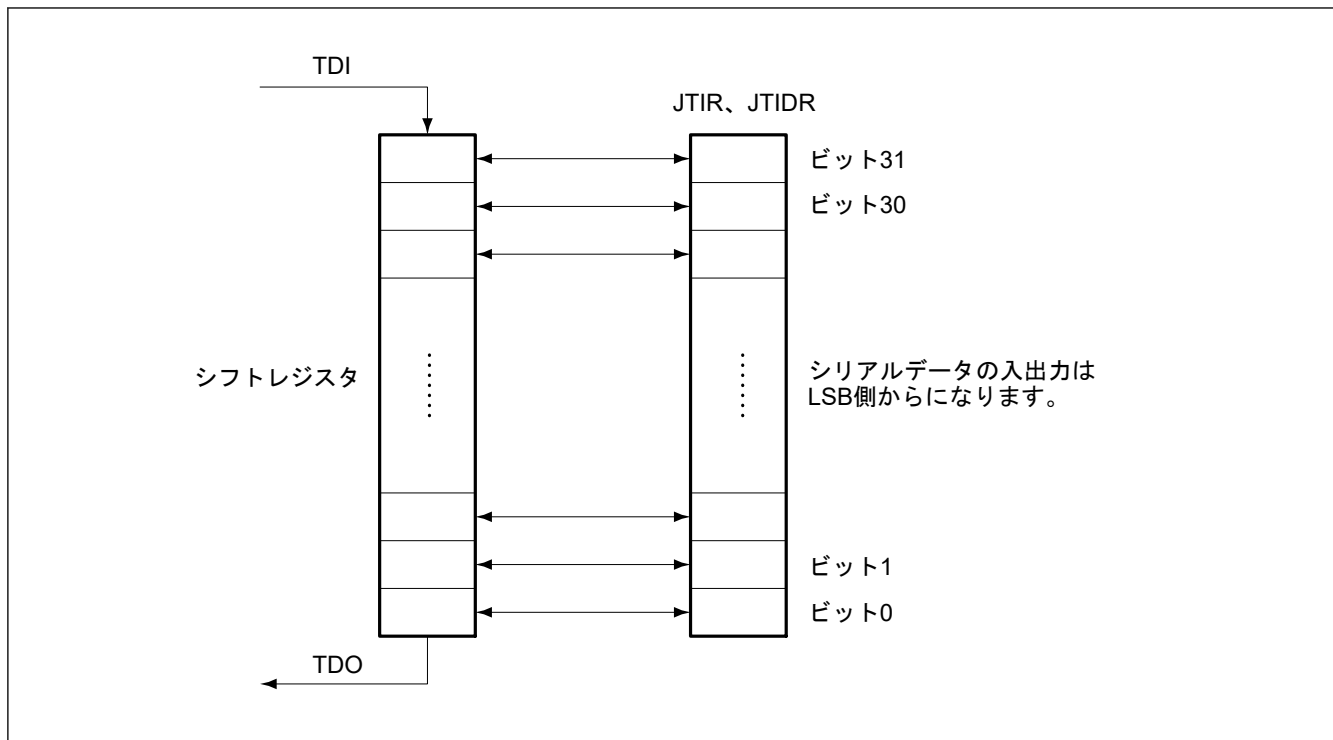 TDI
JTIR、JTIDR
ビット31
ビット30
シフトレジスタ
シリアルデータの入出力は
LSB側からになります。
ビット1
ビット0
TDO